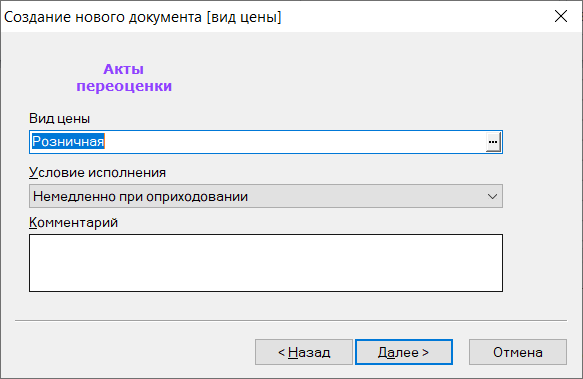 Создание нового документа [вид цены]
Акты
переоценки
Вид цены
Розничная
...
Условие исполнения
Немедленно при оприходовании
Комментарий
< Назад
Далее >
Отмена